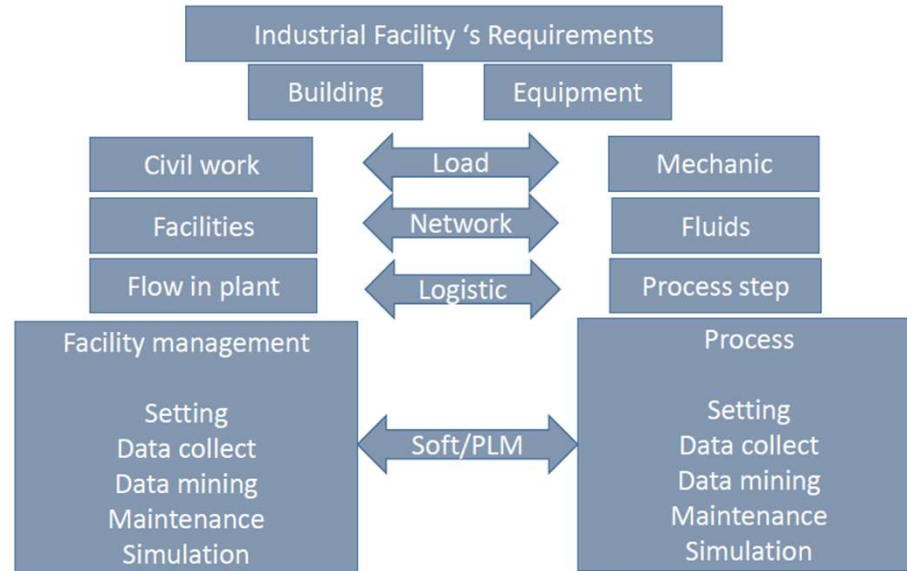 Industrial Facility ‘s Requirements
Building
Equipment
Civil work
Load
Mechanic
Facilities
Network
Fluids
Flow in plant
Logistic
Process step
Facility management
Setting
Data collect
Data mining
Maintenance
Simulation
Soft/PLM
Process
Setting
Data collect
Data mining
Maintenance
Simulation